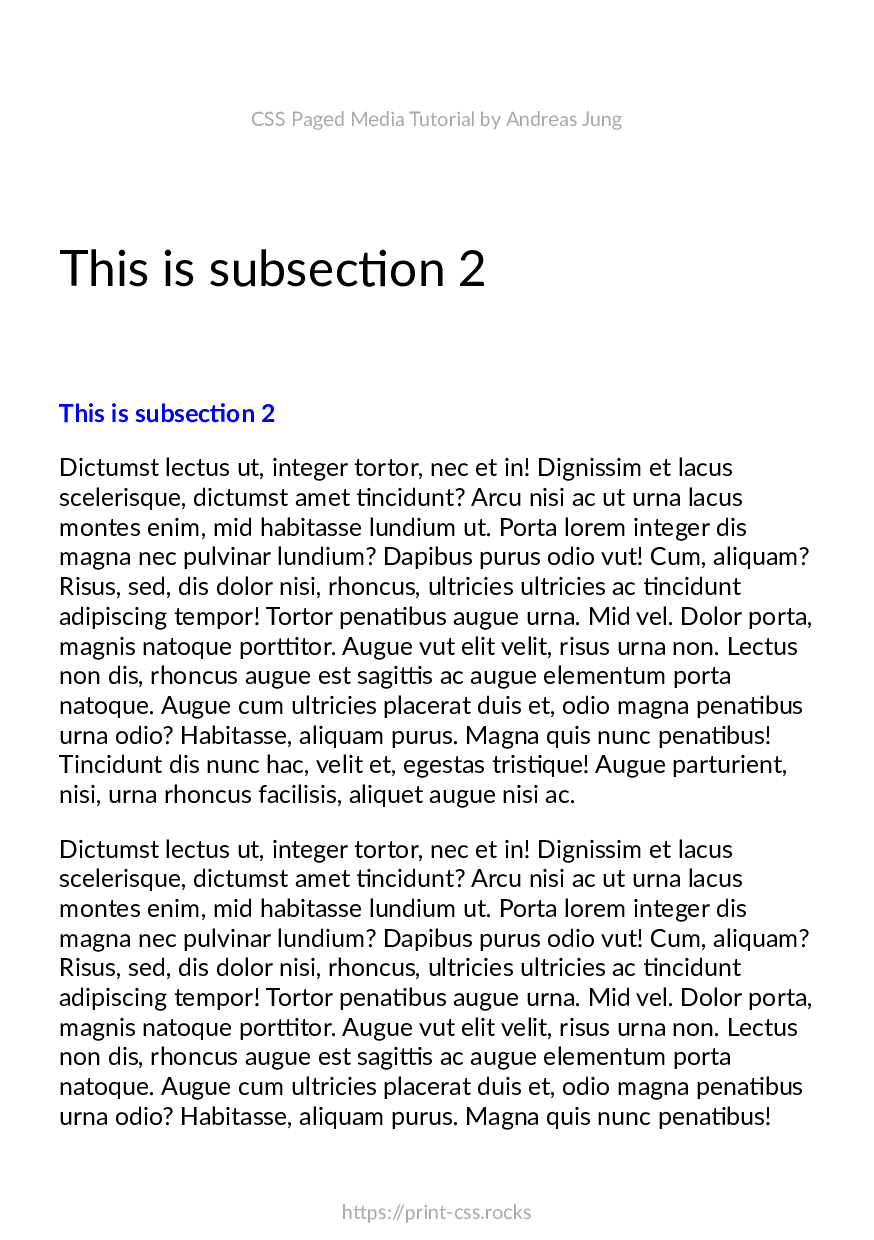 CSS Paged Media Tutorial by Andreas Jung
This is subsection 2
This is subsection 2
Dictumst lectus ut, integer tortor, nec et in! Dignissim et lacus
scelerisque, dictumst amet tincidunt? Arcu nisi ac ut urna lacus
montes enim, mid habitasse lundium ut. Porta lorem integer dis
magna nec pulvinar lundium? Dapibus purus odio vut! Cum, aliquam?
Risus, sed, dis dolor nisi, rhoncus, ultricies ultricies ac tincidunt
adipiscing tempor! Tortor penatibus augue urna. Mid vel. Dolor porta,
magnis natoque porttitor. Augue vut elit velit, risus urna non. Lectus
non dis, rhoncus augue est sagittis ac augue elementum porta
natoque. Augue cum ultricies placerat duis et, odio magna penatibus
urna odio? Habitasse, aliquam purus. Magna quis nunc penatibus!
Tincidunt dis nunc hac, velit et, egestas tristique! Augue parturient,
nisi, urna rhoncus facilisis, aliquet augue nisi ac.
Dictumst lectus ut, integer tortor, nec et in! Dignissim et lacus
scelerisque, dictumst amet tincidunt? Arcu nisi ac ut urna lacus
montes enim, mid habitasse lundium ut. Porta lorem integer dis
magna nec pulvinar lundium? Dapibus purus odio vut! Cum, aliquam?
Risus, sed, dis dolor nisi, rhoncus, ultricies ultricies ac tincidunt
adipiscing tempor! Tortor penatibus augue urna. Mid vel. Dolor porta,
magnis natoque porttitor. Augue vut elit velit, risus urna non. Lectus
non dis, rhoncus augue est sagittis ac augue elementum porta
natoque. Augue cum ultricies placerat duis et, odio magna penatibus
urna odio? Habitasse, aliquam purus. Magna quis nunc penatibus!
https://print-css.rocks